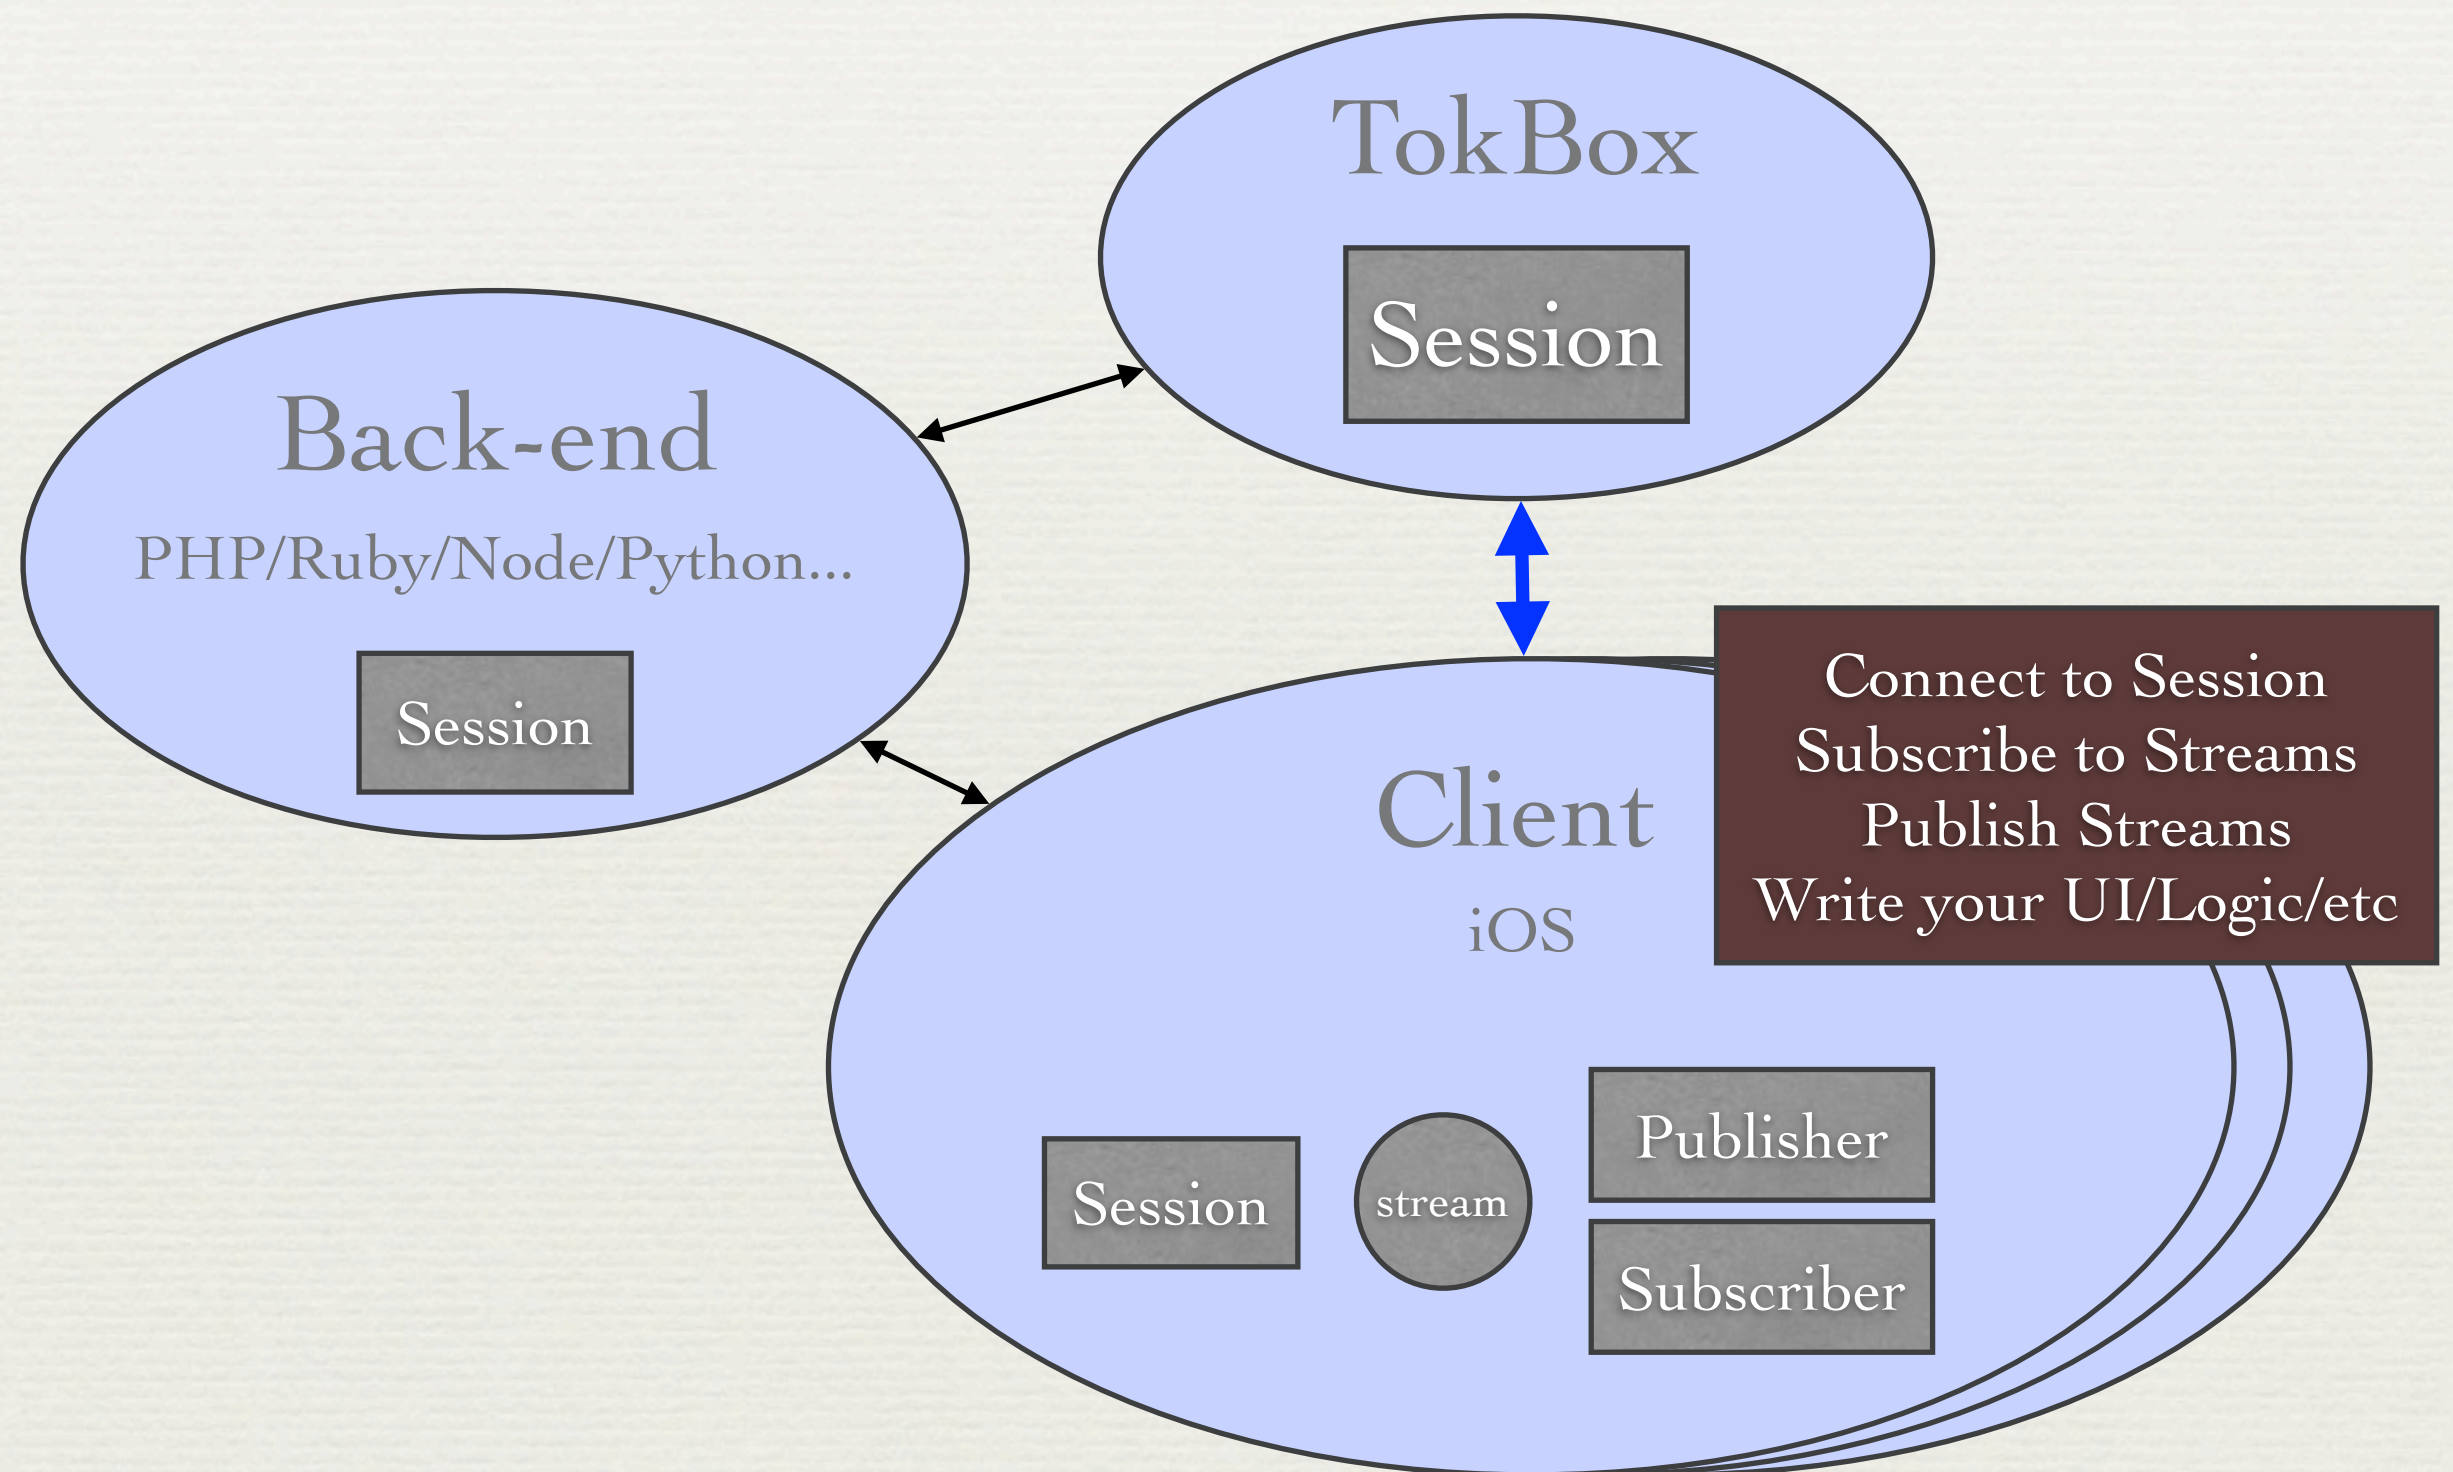 TokBox
Session
Back-end
PHP/Ruby/Node/Python...
Session
Connect to Session
Subscribe to Streams
Publish Streams
Write your UI/Logic/etc
Client
iOS
Session
stream
Publisher
Subscriber